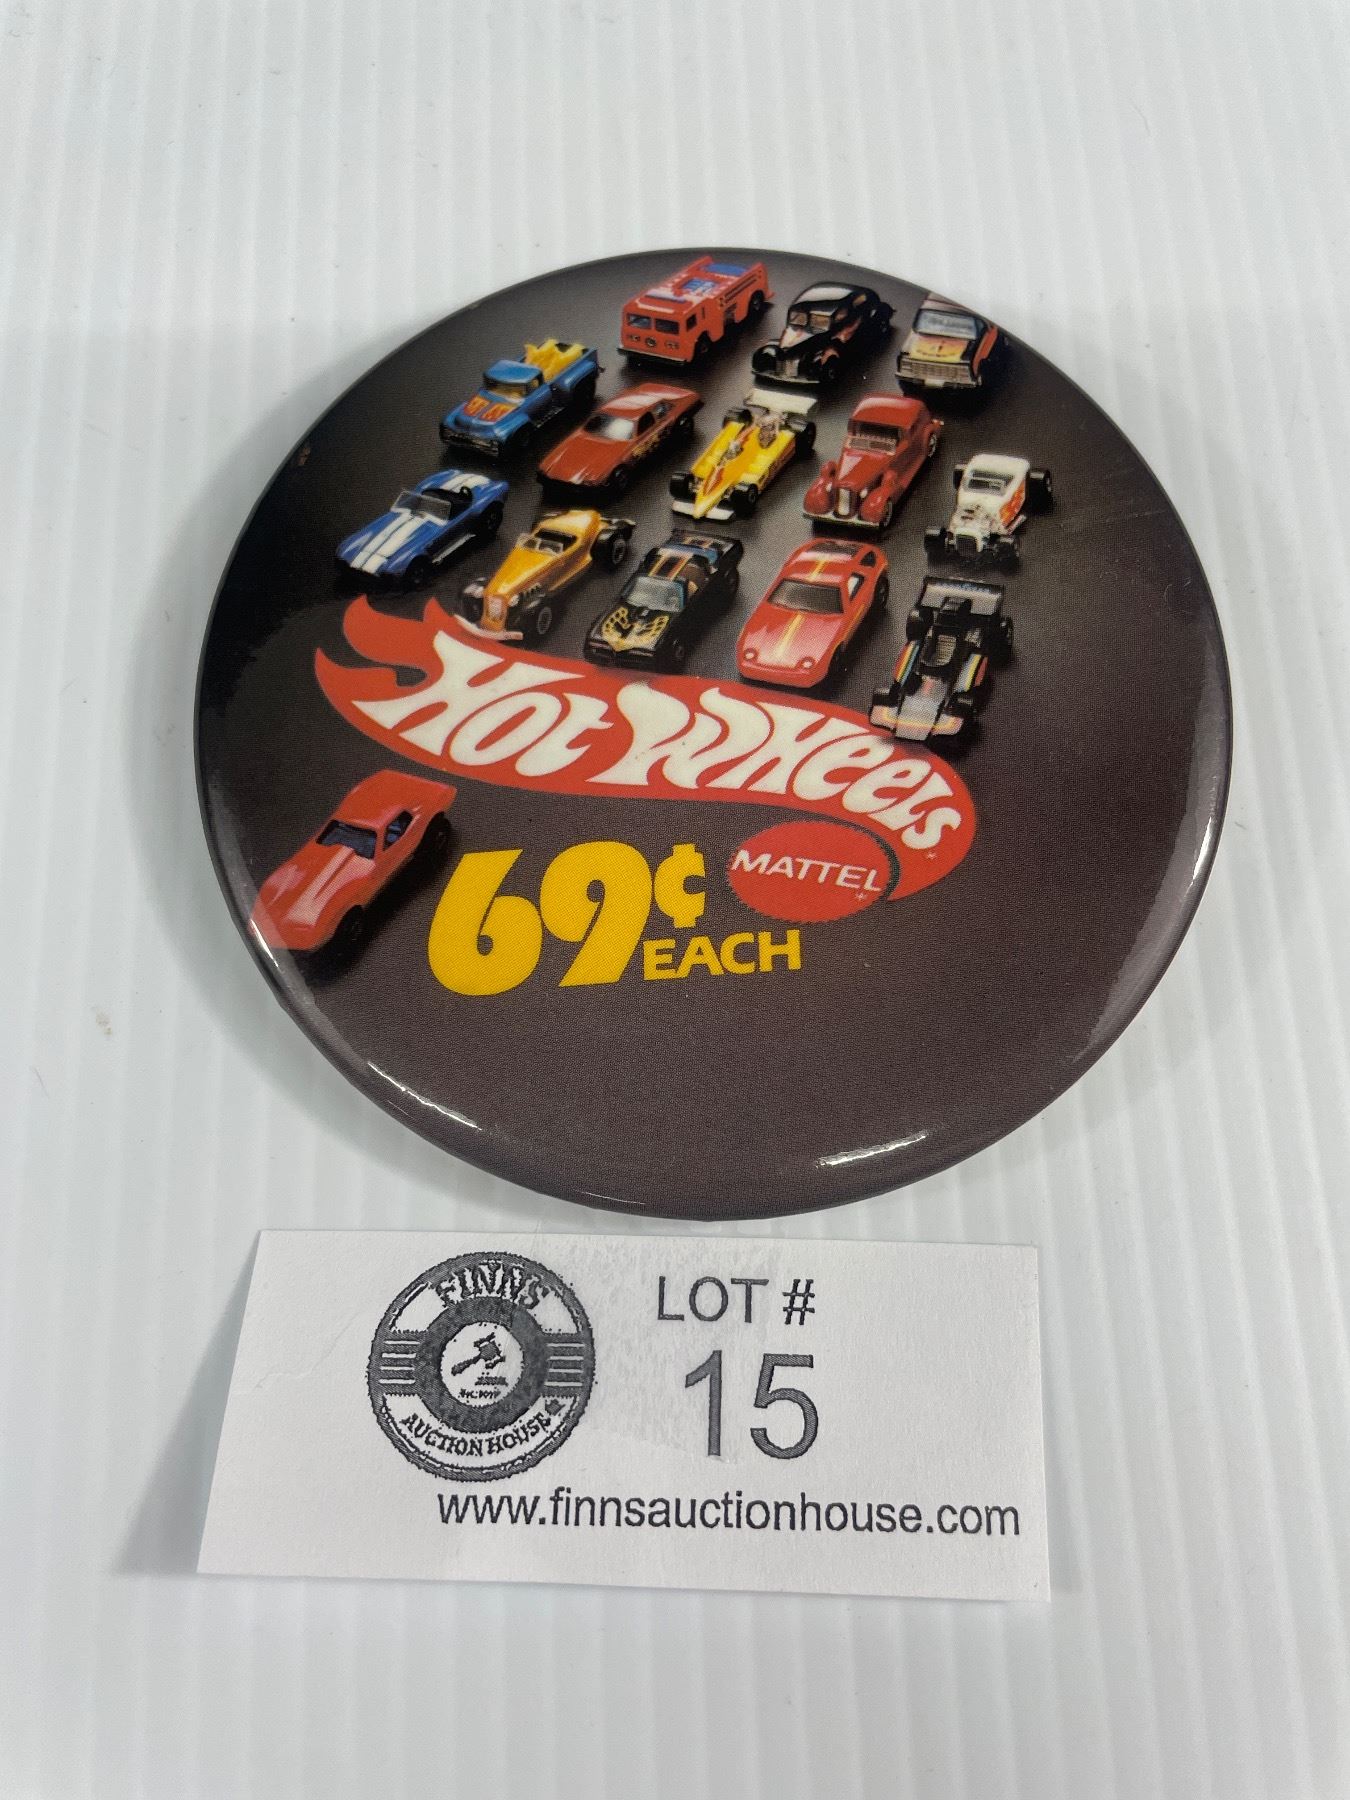 Hot Wheels
MATTEL
69¢
EACH
FINNS
AUCTION HOUSE
LOT #
15
www.finnsauctionhouse.com